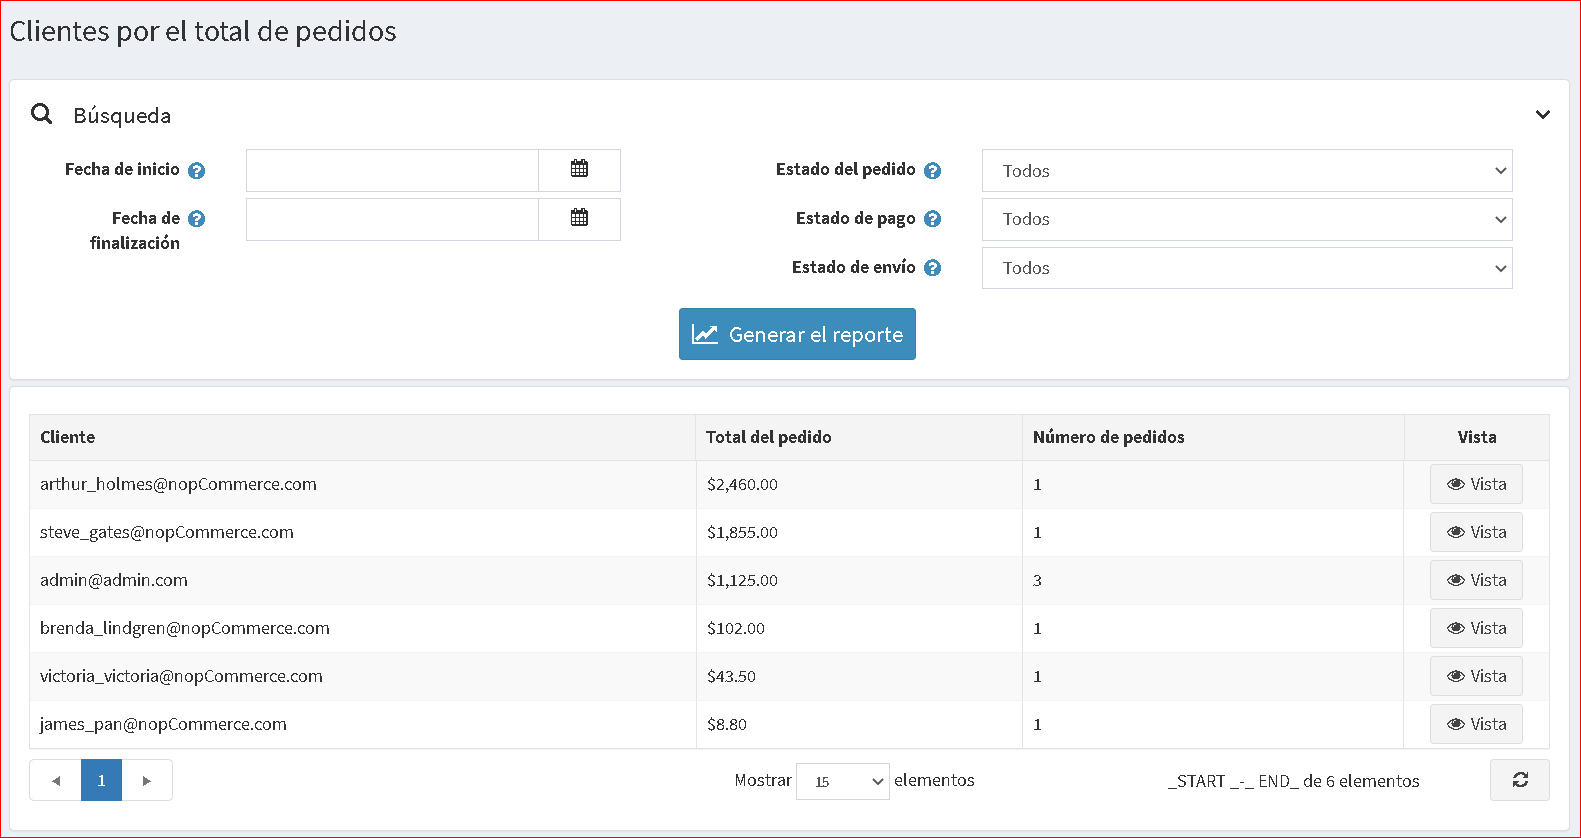 Clientes por el total de pedidos
Búsqueda
Fecha de inicio
Estado del pedido Todos
Fecha de finalización
Estado de pago Todos
Estado de envío Todos
Generar el reporte
Cliente Total del pedido Número de pedidos Vista
arthur_holmes@nopCommerce.com $2,460.00 1 Vista
steve_gates@nopCommerce.com $1,855.00 1 Vista
admin@admin.com $1,125.00 3 Vista
brenda_lindgren@nopCommerce.com $102.00 1 Vista
victoria_victoria@nopCommerce.com $43.50 1 Vista
james_pan@nopCommerce.com $8.80 1 Vista
1 Mostrar 15 elementos _START _-_ END_ de 6 elementos